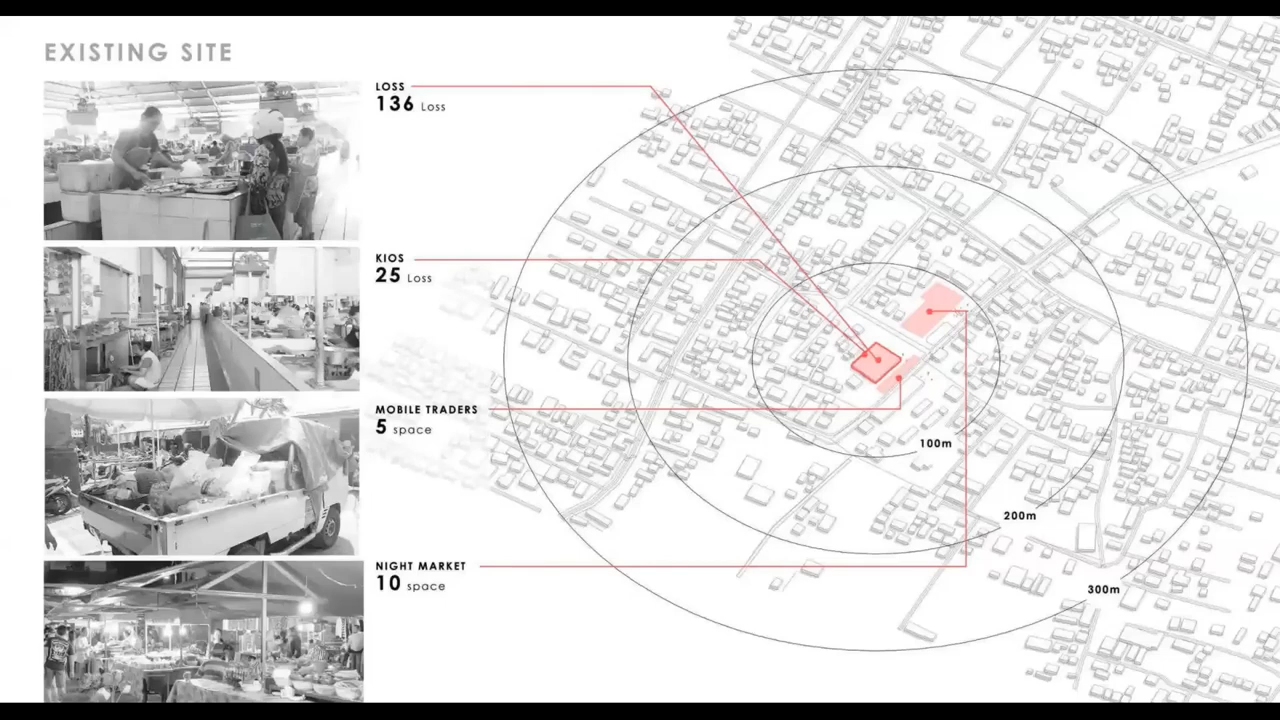 EXISTING SITE
LOSS
136 Loss
KIOS
25 Loss
MOBILE TRADERS
5 space
NIGHT MARKET
10 space
100m
200m
300m